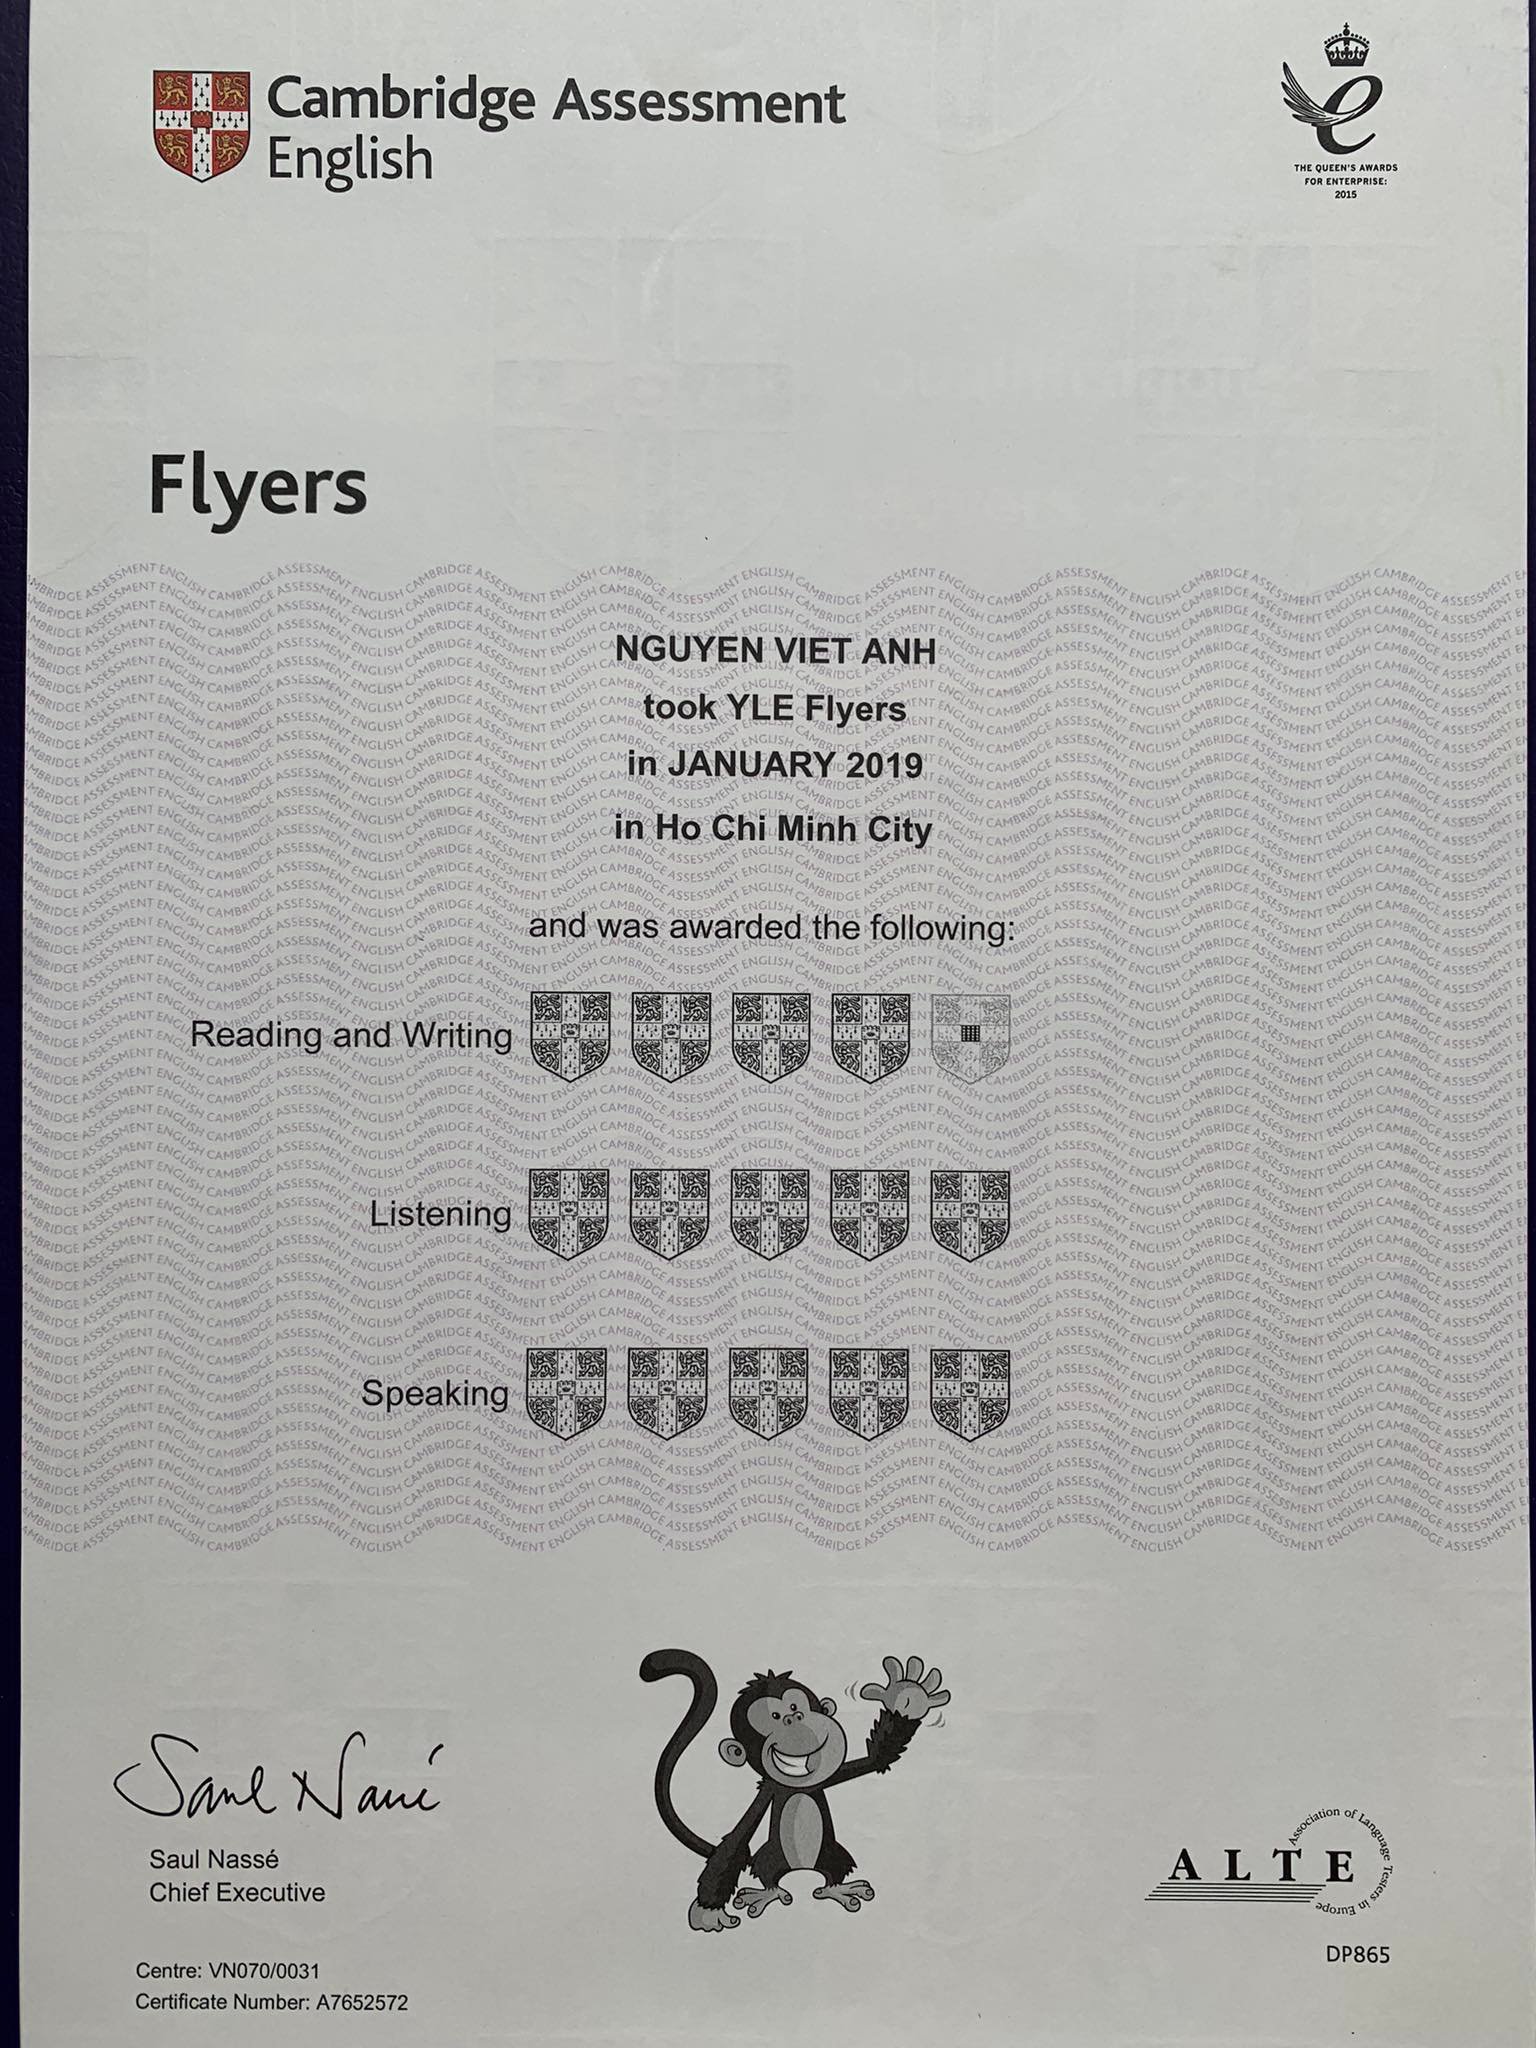 Cambridge Assessment
English
THE QUEEN'S AWARDS
FOR ENTERPRISE:
2015
Flyers
NGUYEN VIET ANH
took YLE Flyers
in JANUARY 2019
in Ho Chi Minh City
and was awarded the following:
Reading and Writing
Listening
Speaking
Saul Nassé
Saul Nassé
Chief Executive
ALTE
Association of Language Testers in Europe
DP865
Centre: VN070/0031
Certificate Number: A7652572